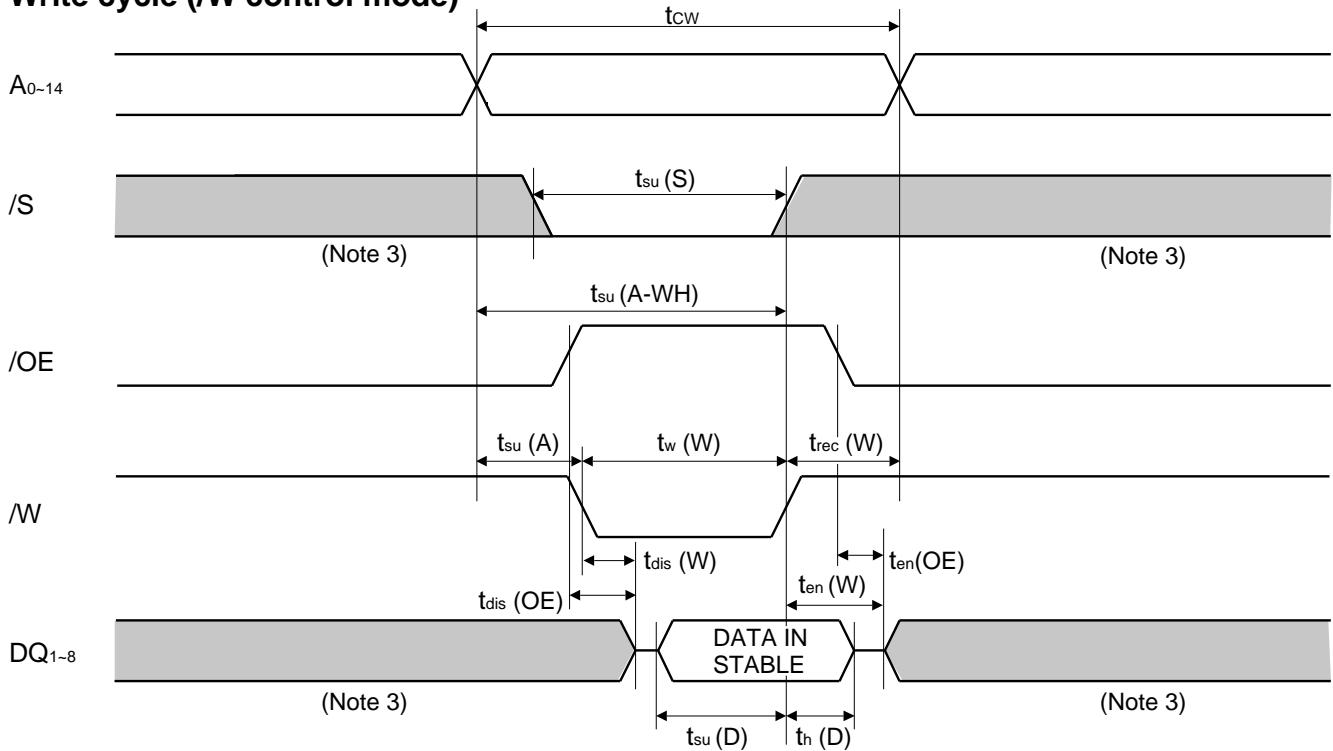 Write cycle (/W control mode)
tCW
A0~14
tsu (S)
/S
(Note 3)
(Note 3)
tsu (A-WH)
/OE
tsu (A)
tw (W)
trec (W)
/W
tdis (W)
ten(OE)
tdis (OE)
ten (W)
DQ1~8
DATA IN
STABLE
(Note 3)
(Note 3)
tsu (D)
th (D)